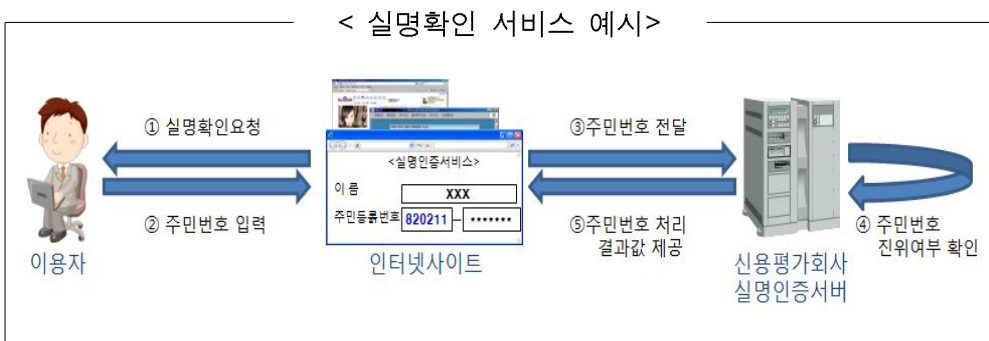 < 실명확인 서비스 예시>
① 실명확인요청
② 주민번호 입력
이용자
<실명인증서비스>
이 름
XXX
주민등록번호 820211 - *******
인터넷사이트
③주민번호 전달
⑤주민번호 처리
결과값 제공
신용평가회사
실명인증서버
④ 주민번호
진위여부 확인